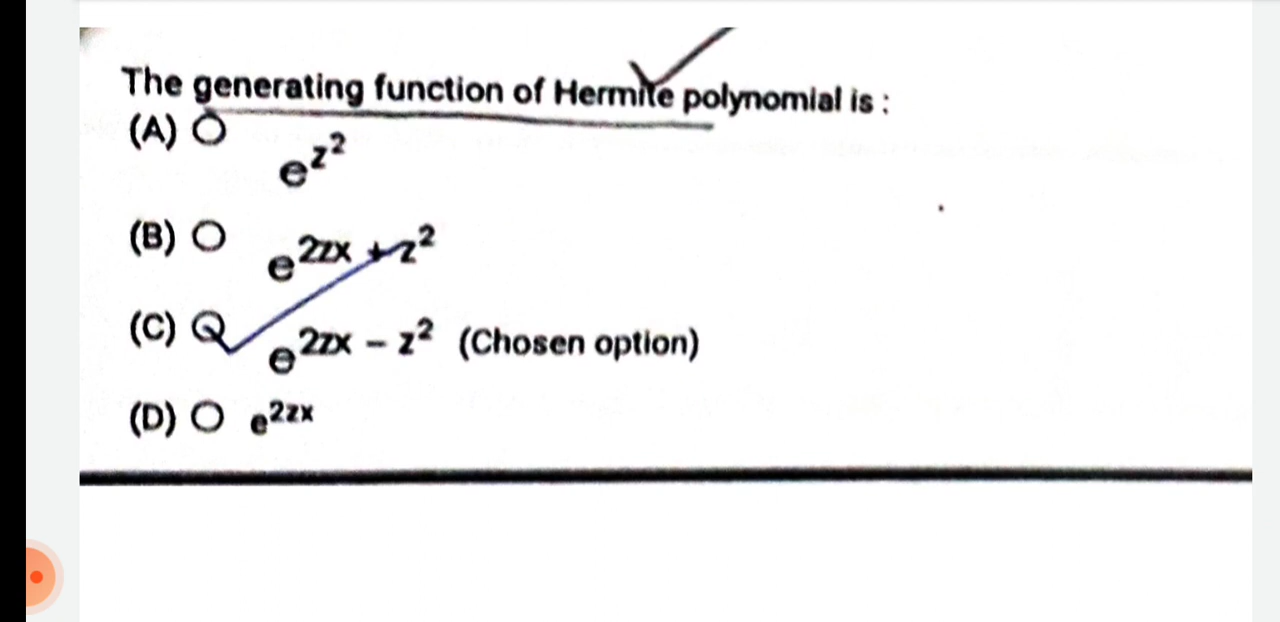 The generating function of Hermite polynomial is :
(A) e^{z^2}
(B) e^{2zx + z^2}
(C) e^{2zx - z^2} (Chosen option)
(D) e^{2zx}